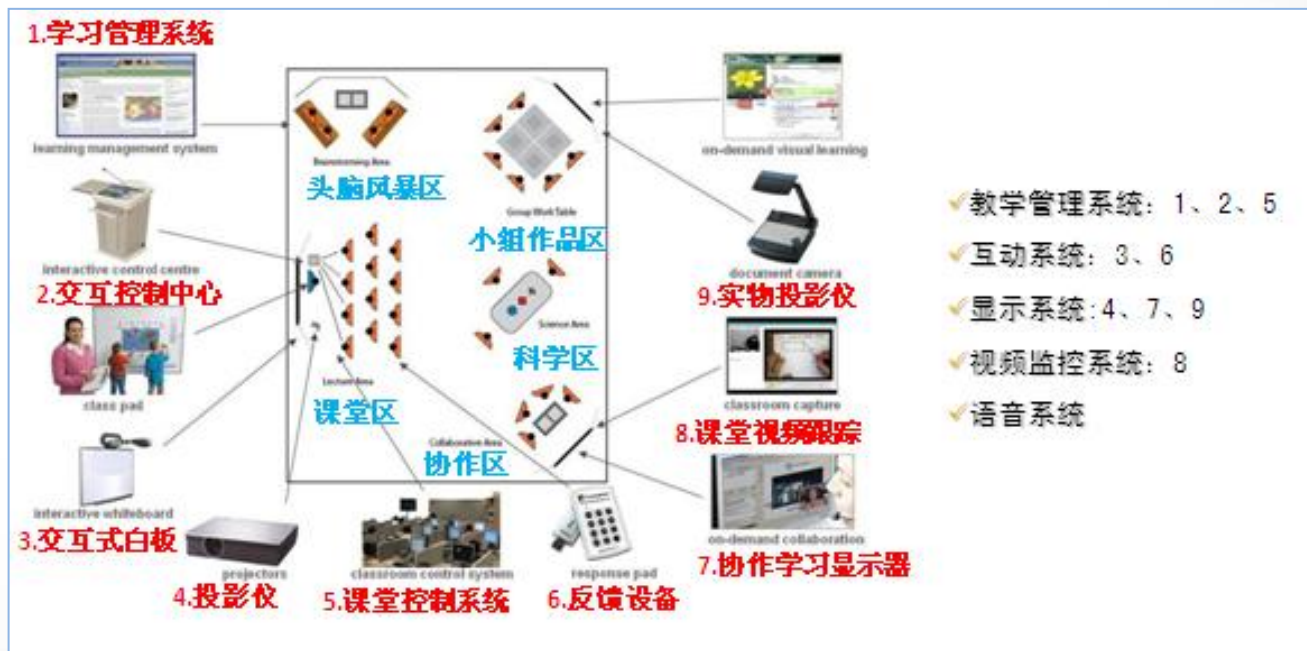 1.学习管理系统
learning management system
interactive control centre
2.交互控制中心
class pad
interactive whiteboard
3.交互式白板
projectors
4.投影仪
classroom control system
5.课堂控制系统
response pad
6.反馈设备
Brainstorming Area
头脑风暴区
Group Work Table
小组作品区
Science Area
科学区
Lecture Area
课堂区
Collaborative Area
协作区
on-demand visual learning
document camera
9.实物投影仪
classroom capture
8.课堂视频跟踪
on-demand collaboration
7.协作学习显示器
✓教学管理系统：1、2、5
✓互动系统：3、6
✓显示系统:4、7、9
✓视频监控系统：8
✓语音系统